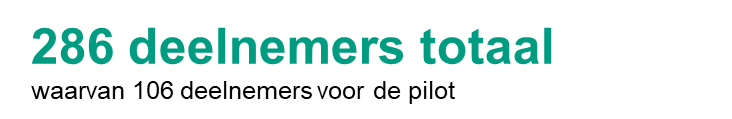 286 deelnemers totaal
waarvan 106 deelnemers voor de pilot